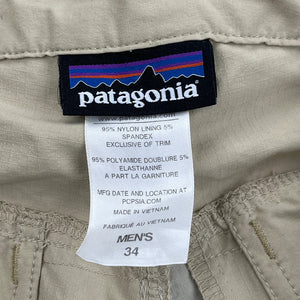 patagonia
www.patagonia.com
95% NYLON LINING 5%
SPANDEX
EXCLUSIVE OF TRIM
95% POLYAMIDE DOUBLURE 5%
ELASTHANNE
A PART LA GARNITURE
MFG DATE AND LOCATION AT
PCPSIA.COM
MADE IN VIETNAM
FABRIQUÉ AU VIETNAM
MEN'S
34